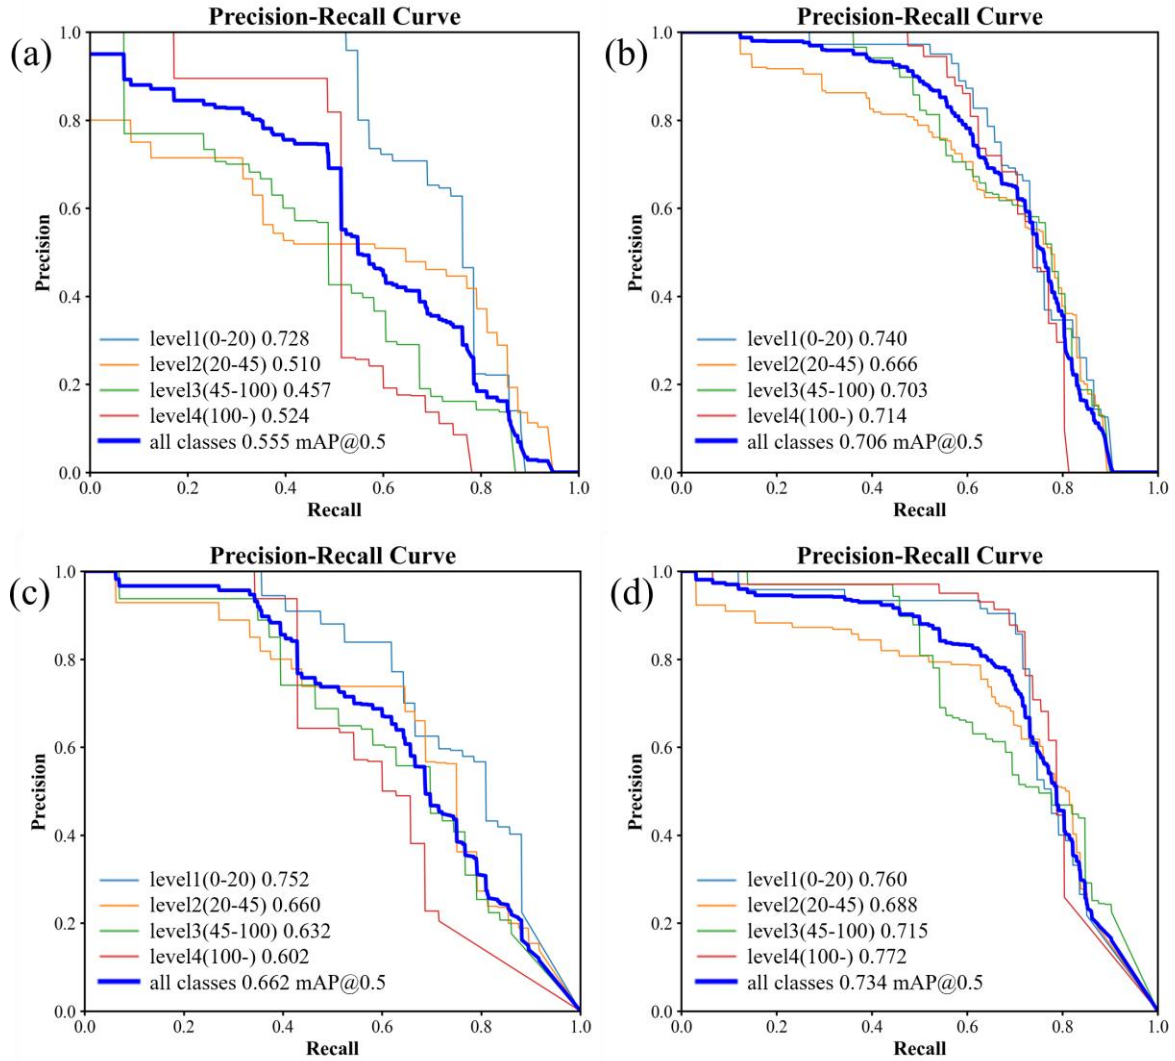 Precision-Recall Curve
(a)
1.0
0.8
0.6
0.4
0.2
0.0
Precision
level1(0-20) 0.728
level2(20-45) 0.510
level3(45-100) 0.457
level4(100-) 0.524
all classes 0.555 mAP@0.5
0.0 0.2 0.4 0.6 0.8 1.0
Recall
Precision-Recall Curve
(b)
1.0
0.8
0.6
0.4
0.2
0.0
Precision
level1(0-20) 0.740
level2(20-45) 0.666
level3(45-100) 0.703
level4(100-) 0.714
all classes 0.706 mAP@0.5
0.0 0.2 0.4 0.6 0.8 1.0
Recall
Precision-Recall Curve
(c)
1.0
0.8
0.6
0.4
0.2
0.0
Precision
level1(0-20) 0.752
level2(20-45) 0.660
level3(45-100) 0.632
level4(100-) 0.602
all classes 0.662 mAP@0.5
0.0 0.2 0.4 0.6 0.8 1.0
Recall
Precision-Recall Curve
(d)
1.0
0.8
0.6
0.4
0.2
0.0
Precision
level1(0-20) 0.760
level2(20-45) 0.688
level3(45-100) 0.715
level4(100-) 0.772
all classes 0.734 mAP@0.5
0.0 0.2 0.4 0.6 0.8 1.0
Recall